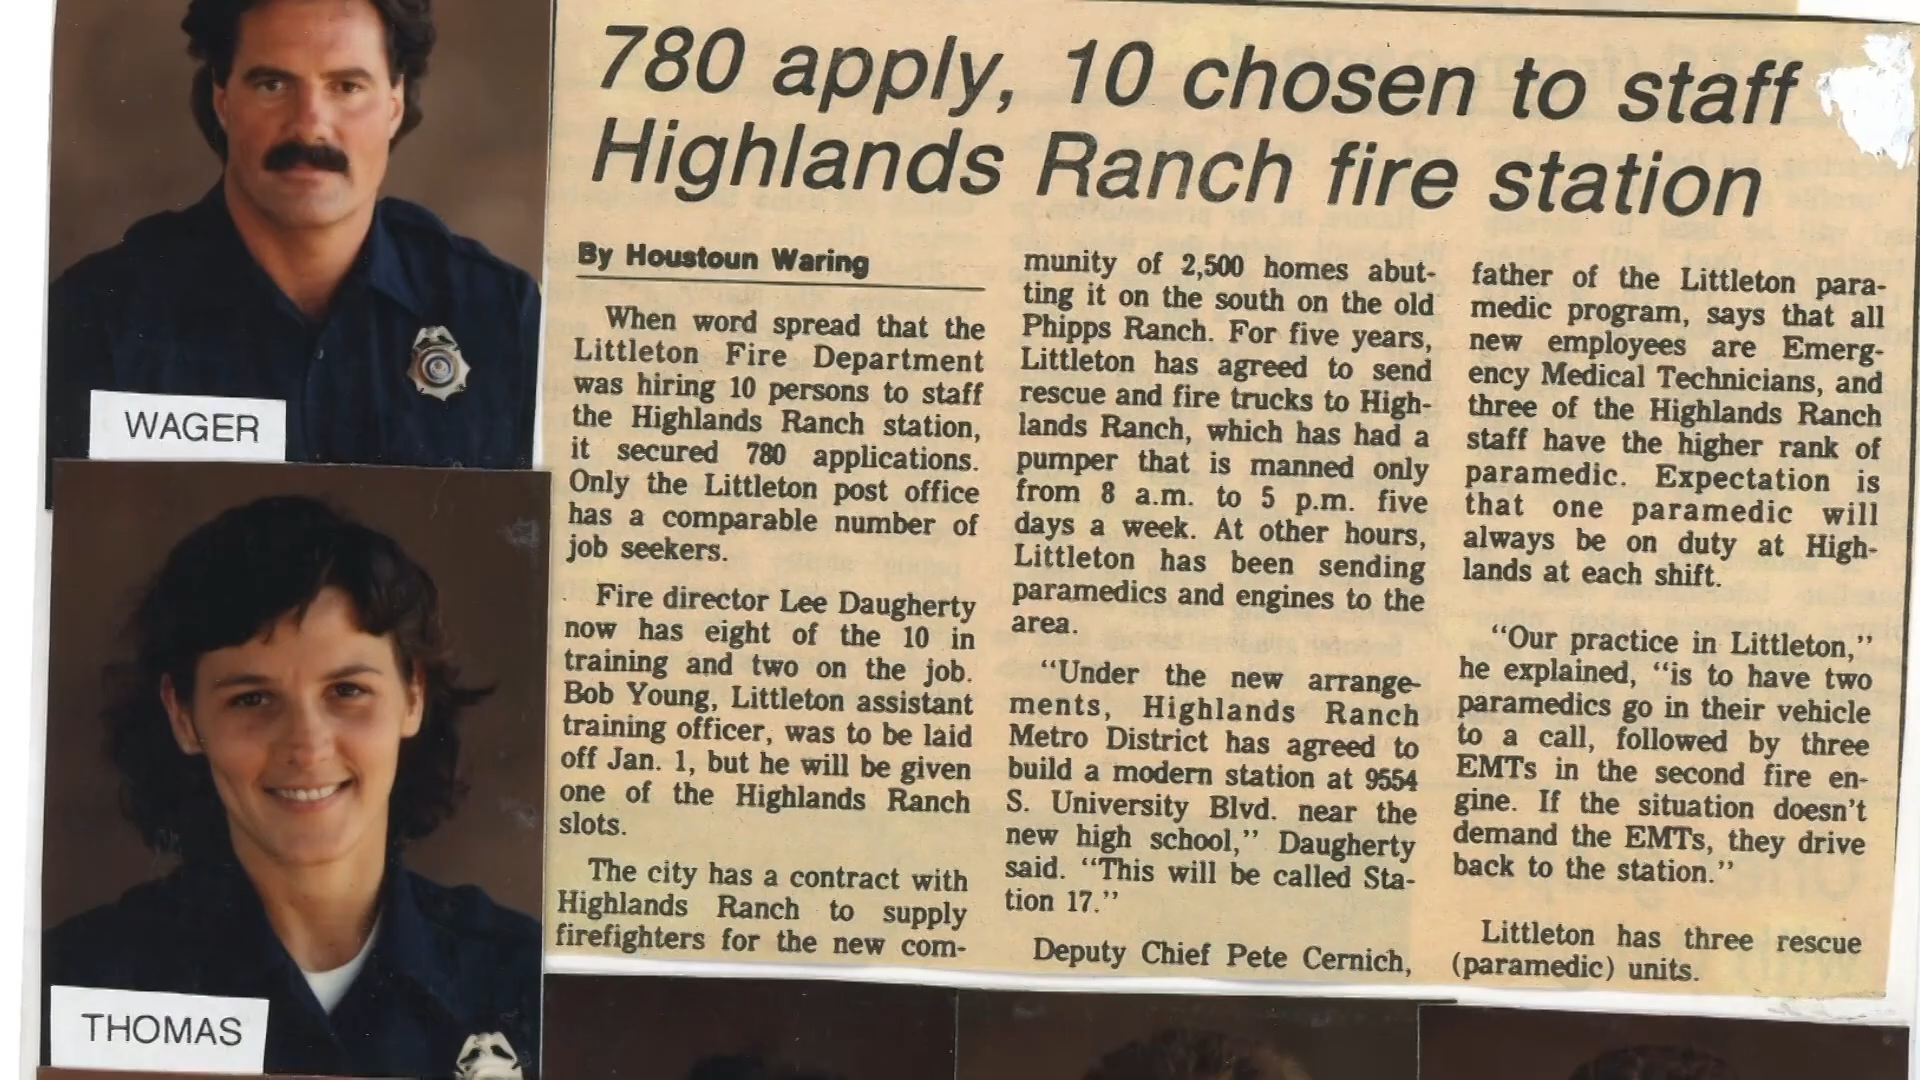 780 apply, 10 chosen to staff
Highlands Ranch fire station
By Houstoun Waring
When word spread that the
Littleton Fire Department
was hiring 10 persons to staff
the Highlands Ranch station,
it secured 780 applications.
Only the Littleton post office
has a comparable number of
job seekers.
Fire director Lee Daugherty
now has eight of the 10 in
training and two on the job.
Bob Young, Littleton assistant
training officer, was to be laid
off Jan. 1, but he will be given
one of the Highlands Ranch
slots.
The city has a contract with
Highlands Ranch to supply
firefighters for the new com-
munity of 2,500 homes abut-
ting it on the south on the old
Phipps Ranch. For five years,
Littleton has agreed to send
rescue and fire trucks to High-
lands Ranch, which has had a
pumper that is manned only
from 8 a.m. to 5 p.m. five
days a week. At other hours,
Littleton has been sending
paramedics and engines to the
area.
“Under the new arrange-
ments, Highlands Ranch
Metro District has agreed to
build a modern station at 9554
S. University Blvd. near the
new high school,” Daugherty
said. “This will be called Sta-
tion 17.”
Deputy Chief Pete Cernich,
father of the Littleton para-
medic program, says that all
new employees are Emerg-
ency Medical Technicians, and
three of the Highlands Ranch
staff have the higher rank of
paramedic. Expectation is
that one paramedic will
always be on duty at High-
lands at each shift.
“Our practice in Littleton,”
he explained, “is to have two
paramedics go in their vehicle
to a call, followed by three
EMTs in the second fire en-
gine. If the situation doesn't
demand the EMTs, they drive
back to the station.”
Littleton has three rescue
(paramedic) units.
WAGER
THOMAS